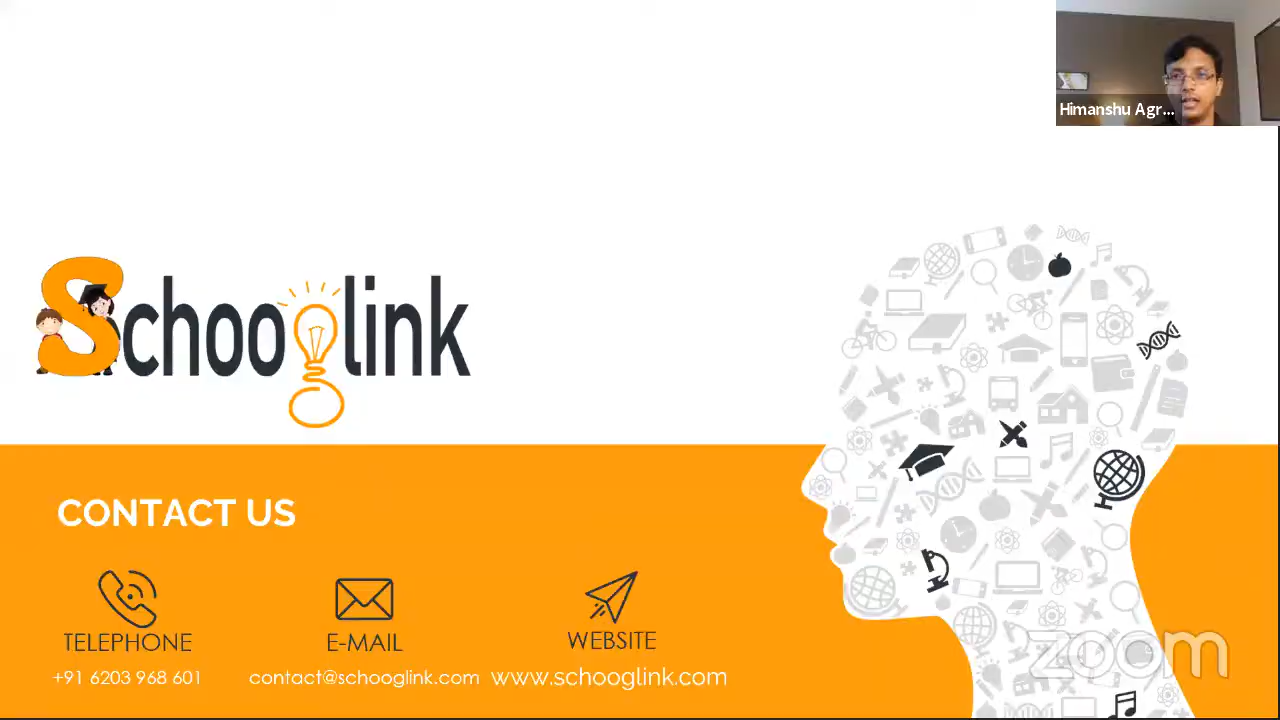 Himanshu Agr...
Schooglink
CONTACT US
TELEPHONE
E-MAIL
WEBSITE
+91 6203 968 601
contact@schooglink.com
www.schooglink.com
zoom